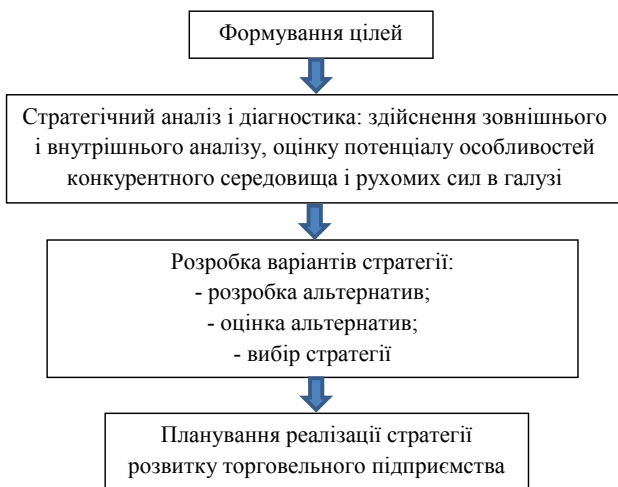 Формування цілей
Стратегічний аналіз і діагностика: здійснення зовнішнього
і внутрішнього аналізу, оцінку потенціалу особливостей
конкурентного середовища і рухомих сил в галузі
Розробка варіантів стратегії:
- розробка альтернатив;
- оцінка альтернатив;
- вибір стратегії
Планування реалізації стратегії
розвитку торговельного підприємства